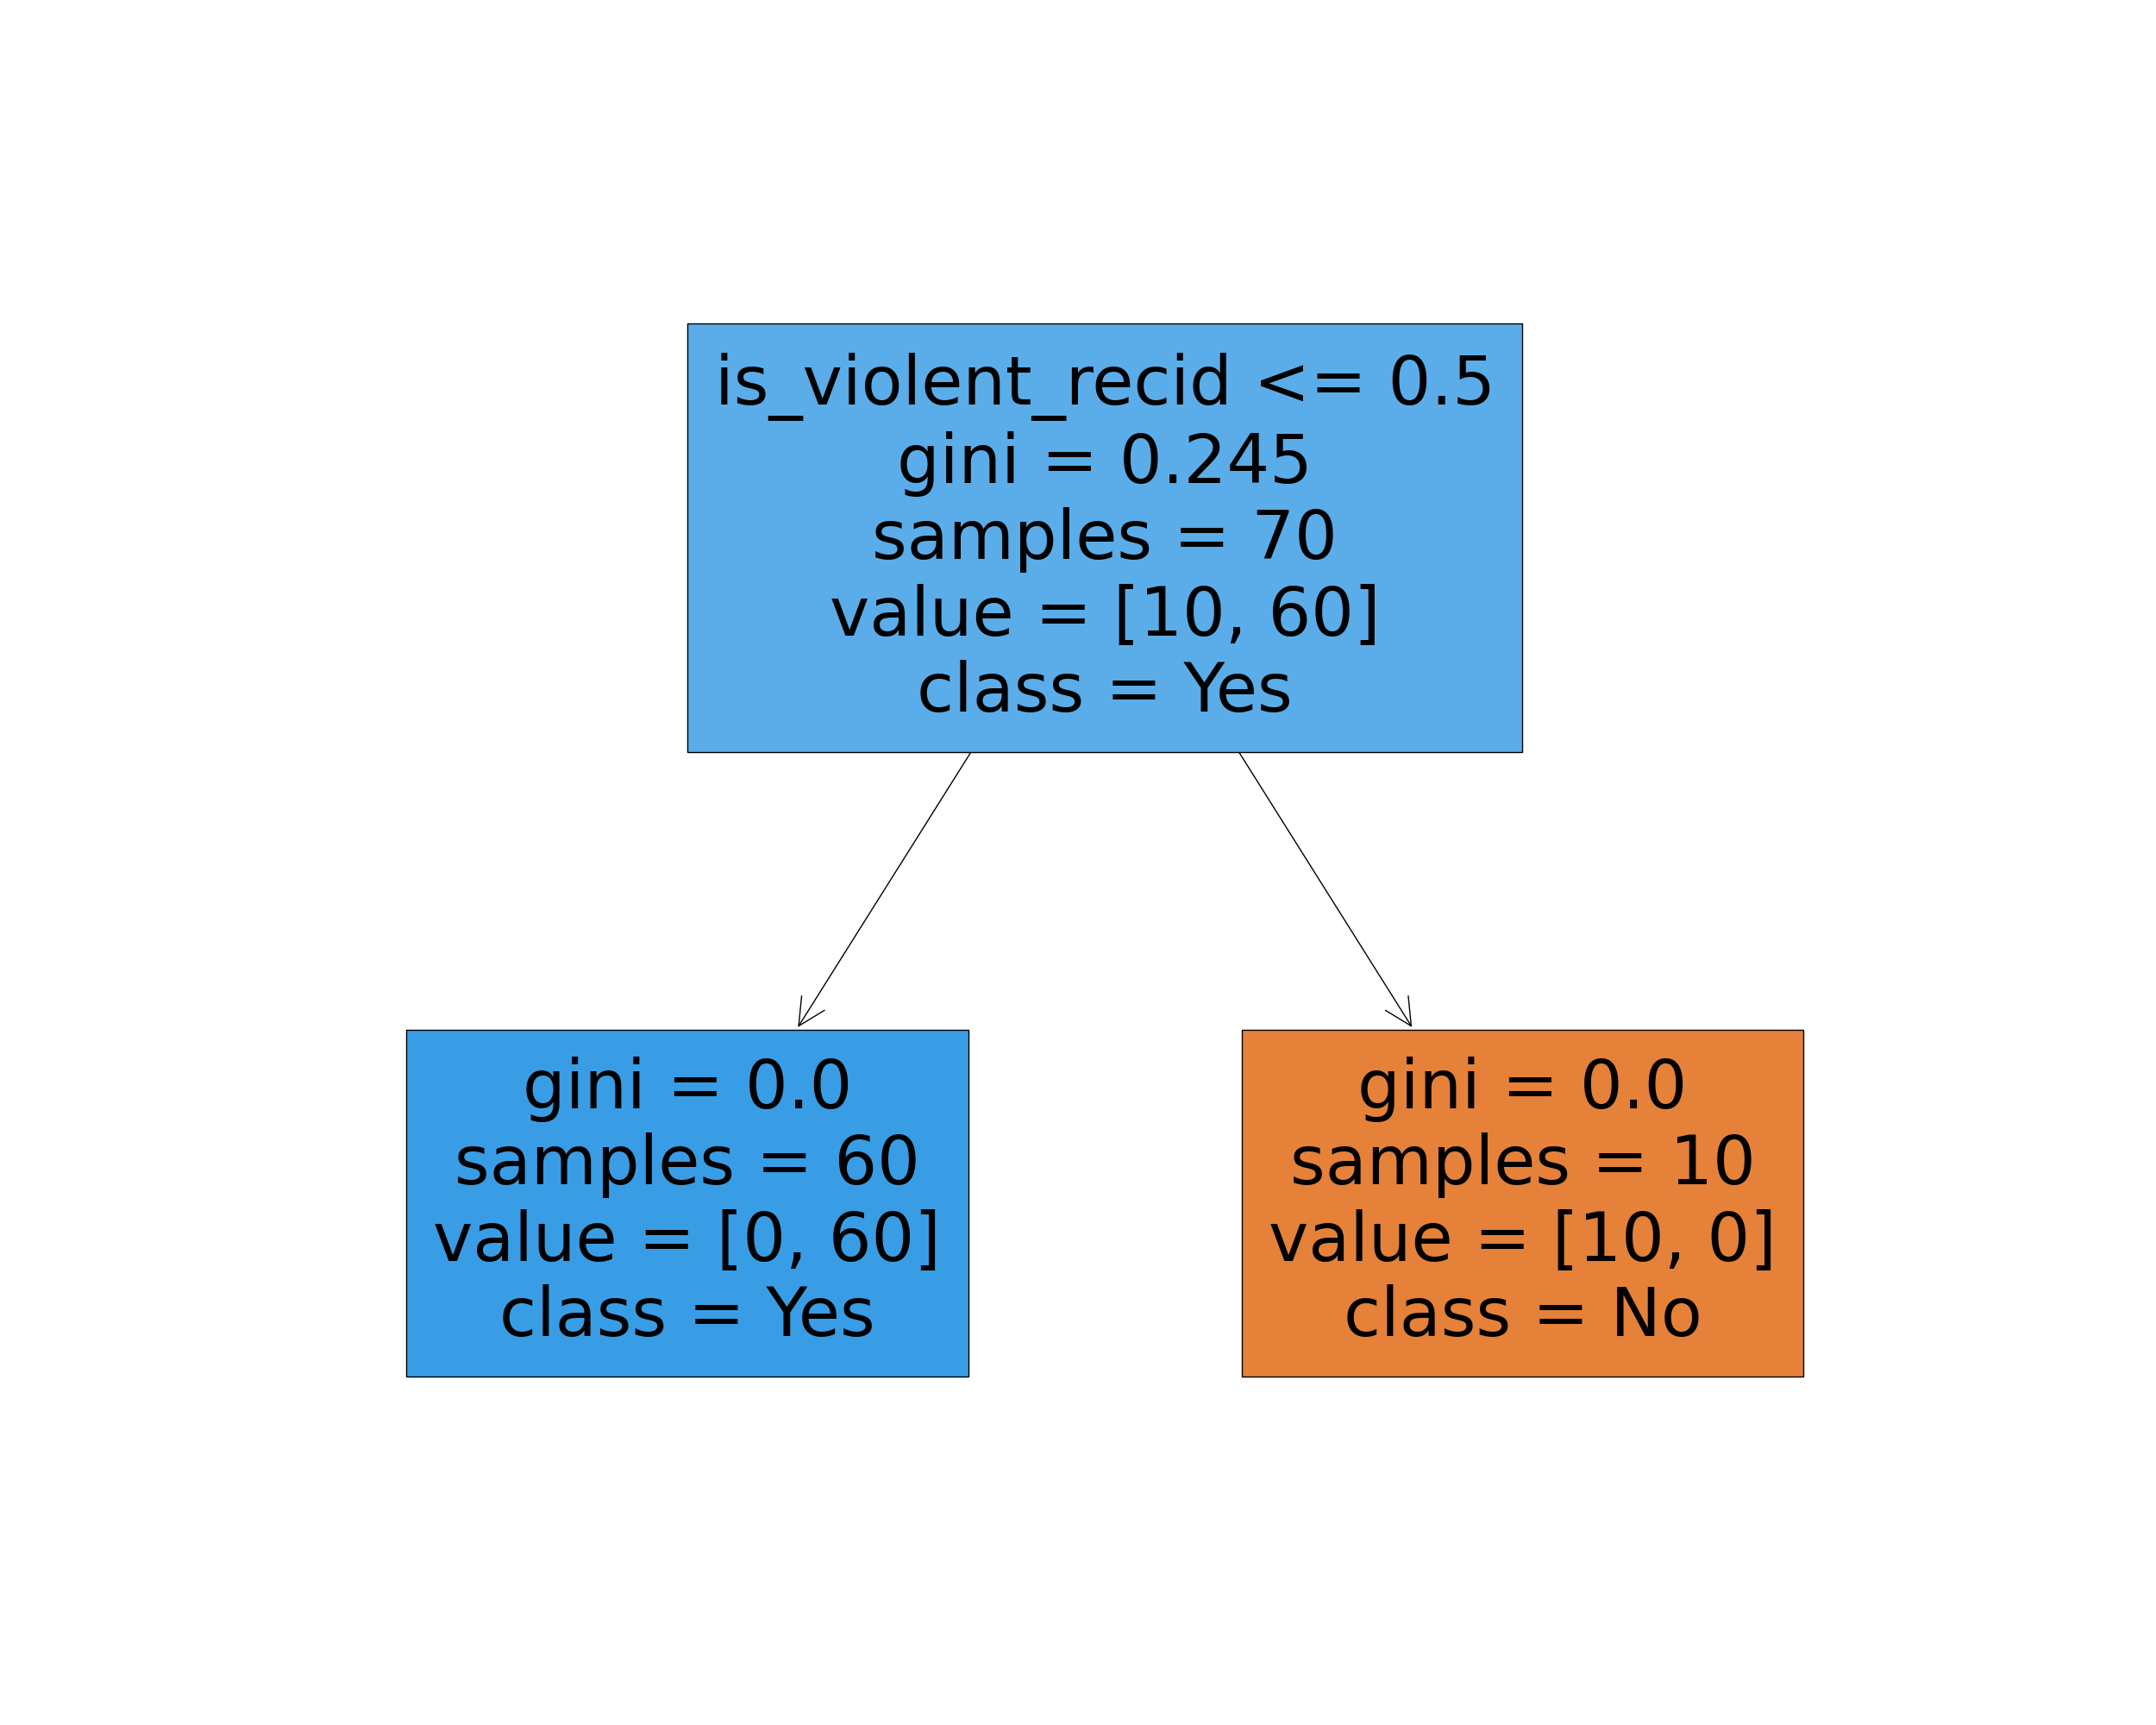 is_violent_recid <= 0.5
gini = 0.245
samples = 70
value = [10, 60]
class = Yes
gini = 0.0
samples = 60
value = [0, 60]
class = Yes
gini = 0.0
samples = 10
value = [10, 0]
class = No